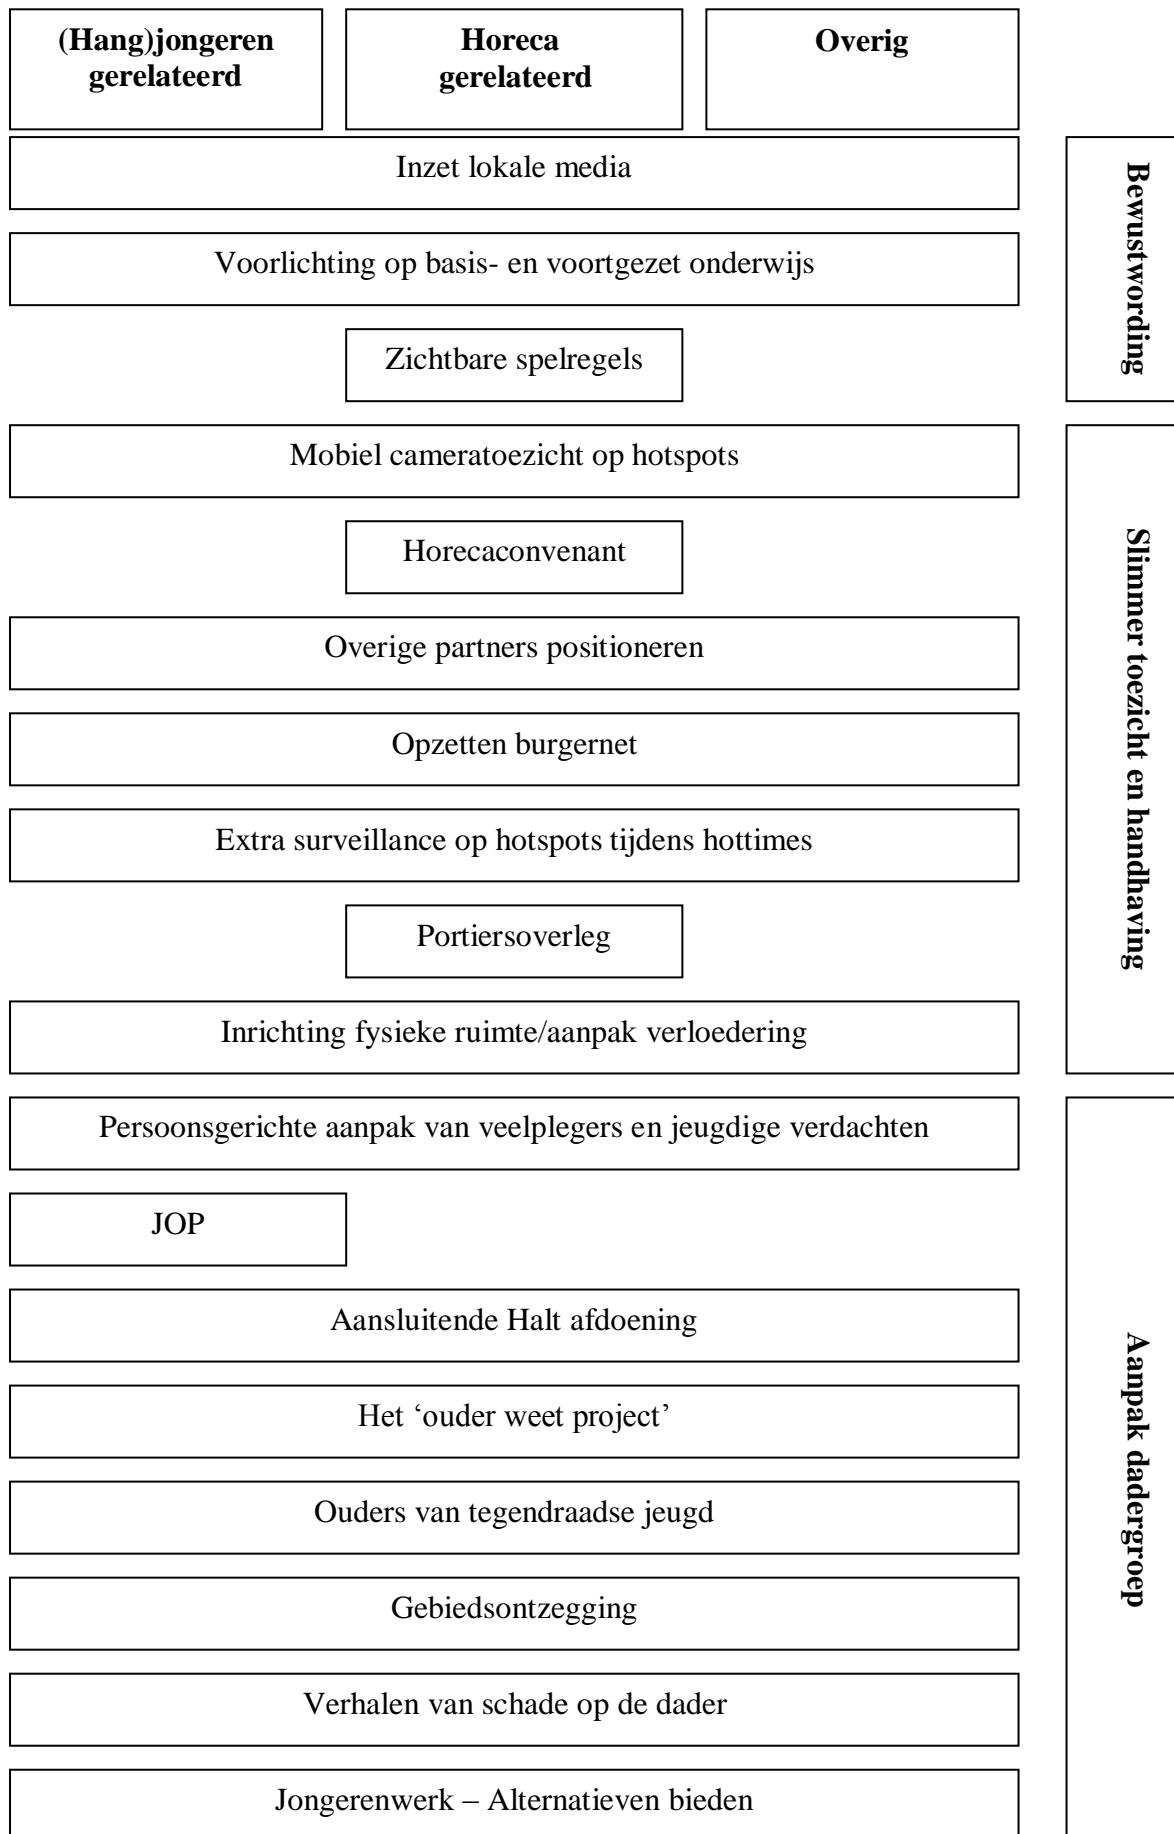 (Hang)jongeren
gerelateerd
Horeca
gerelateerd
Overig
Inzet lokale media
Voorlichting op basis- en voortgezet onderwijs
Zichtbare spelregels
Bewustwording
Mobiel cameratoezicht op hotspots
Horecaconvenant
Overige partners positioneren
Opzetten burgernet
Extra surveillance op hotspots tijdens hottimes
Portiersoverleg
Inrichting fysieke ruimte/aanpak verloedering
Slimmer toezicht en handhaving
Persoonsgerichte aanpak van veelplegers en jeugdige verdachten
JOP
Aansluitende Halt afdoening
Het ‘ouder weet project’
Ouders van tegendraadse jeugd
Gebiedsontzegging
Verhalen van schade op de dader
Jongerenwerk – Alternatieven bieden
Aanpak dadergroep